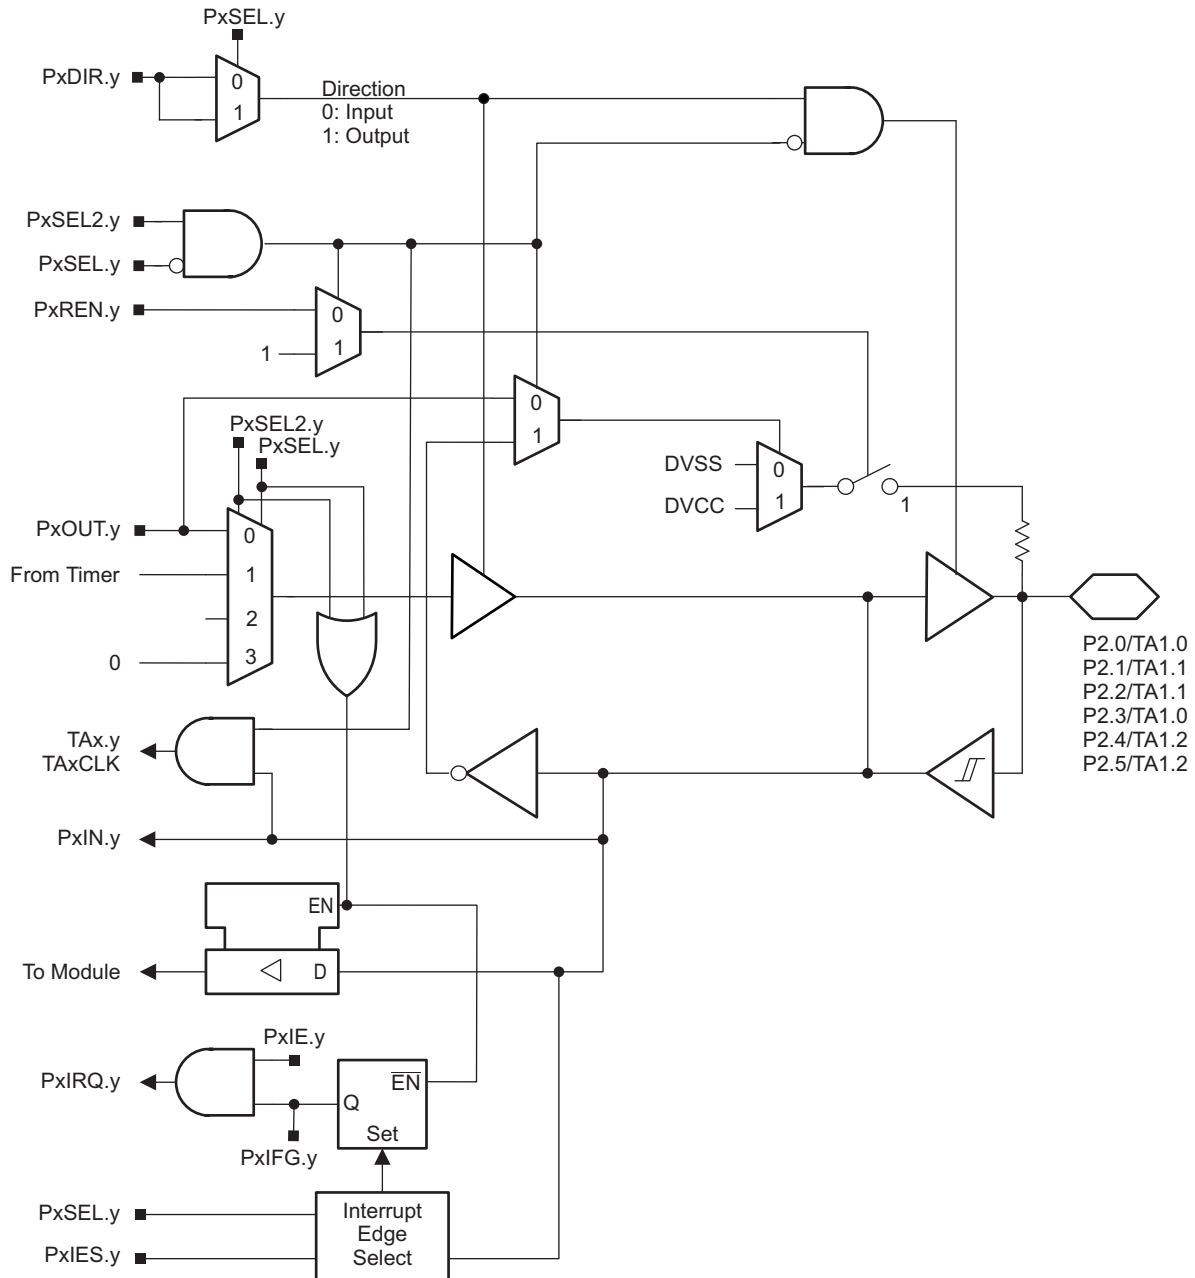 PxSEL.y
PxDIR.y
0
1
Direction
0: Input
1: Output
PxSEL2.y
PxSEL.y
PxREN.y
0
1
1
0
1
PxSEL2.y
PxSEL.y
DVSS
DVCC
0
1
1
PxOUT.y
From Timer
0
0
1
2
3
P2.0/TA1.0
P2.1/TA1.1
P2.2/TA1.1
P2.3/TA1.0
P2.4/TA1.2
P2.5/TA1.2
TAx.y
TAxCLK
PxIN.y
EN
To Module
D
PxIE.y
PxIRQ.y
EN
Q
Set
PxIFG.y
PxSEL.y
PxIES.y
Interrupt
Edge
Select